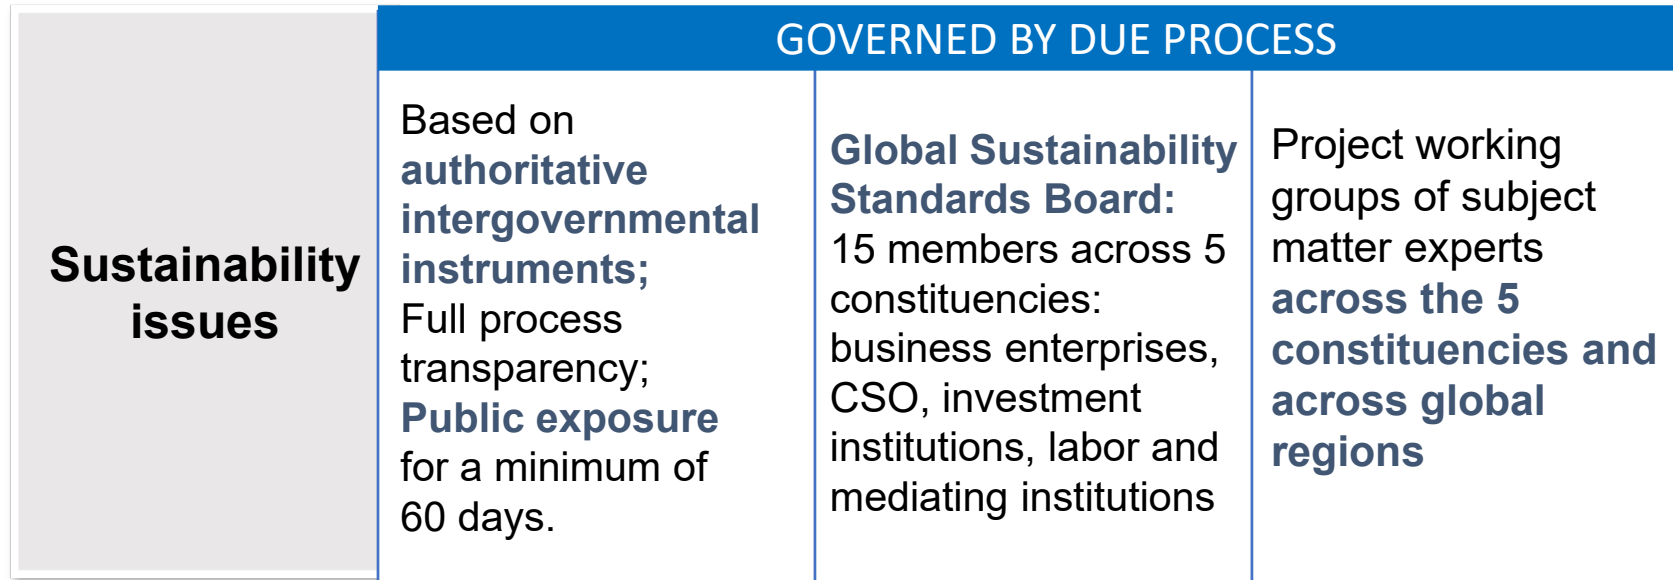 GOVERNED BY DUE PROCESS
Sustainability
issues
Based on
authoritative
intergovernmental
instruments;
Full process
transparency;
Public exposure
for a minimum of
60 days.
Global Sustainability
Standards Board:
15 members across 5
constituencies:
business enterprises,
CSO, investment
institutions, labor and
mediating institutions
Project working
groups of subject
matter experts
across the 5
constituencies and
across global
regions